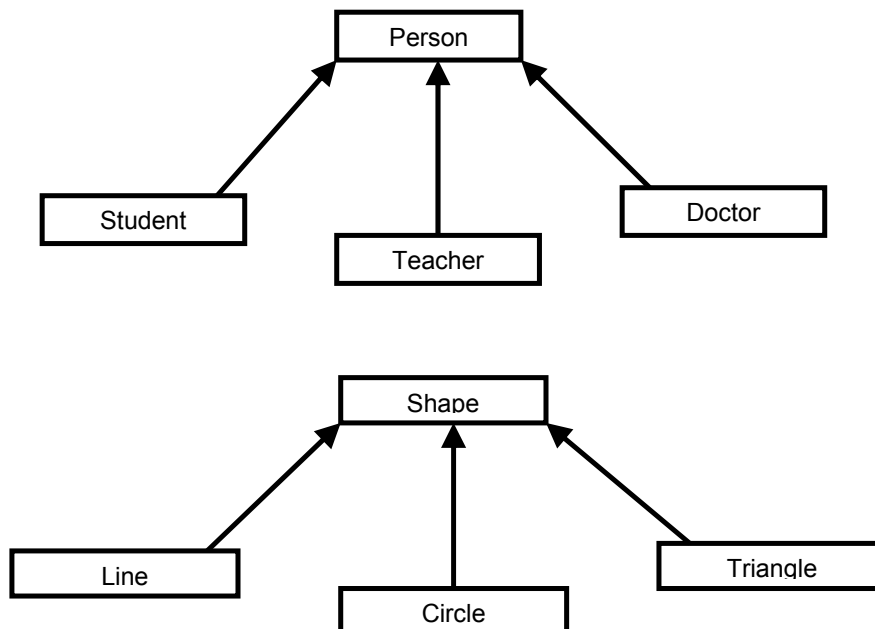 Person
Student
Teacher
Doctor
Shape
Line
Circle
Triangle